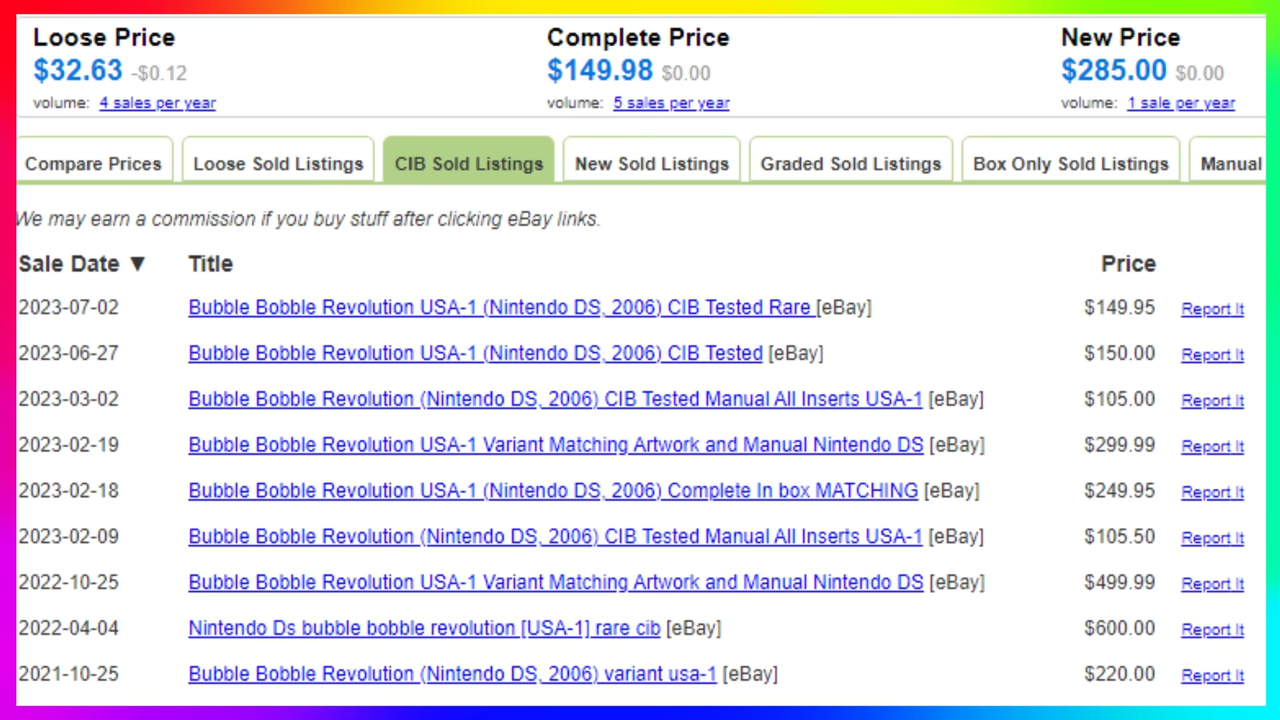 Loose Price Complete Price New Price
$32.63 -$0.12 $149.98 $0.00 $285.00 $0.00
volume: 4 sales per year volume: 5 sales per year volume: 1 sale per year
Compare Prices Loose Sold Listings CIB Sold Listings New Sold Listings Graded Sold Listings Box Only Sold Listings Manual
We may earn a commission if you buy stuff after clicking eBay links.
Sale Date ▼ Title Price
2023-07-02 Bubble Bobble Revolution USA-1 (Nintendo DS, 2006) CIB Tested Rare [eBay] $149.95 Report It
2023-06-27 Bubble Bobble Revolution USA-1 (Nintendo DS, 2006) CIB Tested [eBay] $150.00 Report It
2023-03-02 Bubble Bobble Revolution (Nintendo DS, 2006) CIB Tested Manual All Inserts USA-1 [eBay] $105.00 Report It
2023-02-19 Bubble Bobble Revolution USA-1 Variant Matching Artwork and Manual Nintendo DS [eBay] $299.99 Report It
2023-02-18 Bubble Bobble Revolution USA-1 (Nintendo DS, 2006) Complete In box MATCHING [eBay] $249.95 Report It
2023-02-09 Bubble Bobble Revolution (Nintendo DS, 2006) CIB Tested Manual All Inserts USA-1 [eBay] $105.50 Report It
2022-10-25 Bubble Bobble Revolution USA-1 Variant Matching Artwork and Manual Nintendo DS [eBay] $499.99 Report It
2022-04-04 Nintendo Ds bubble bobble revolution [USA-1] rare cib [eBay] $600.00 Report It
2021-10-25 Bubble Bobble Revolution (Nintendo DS, 2006) variant usa-1 [eBay] $220.00 Report It